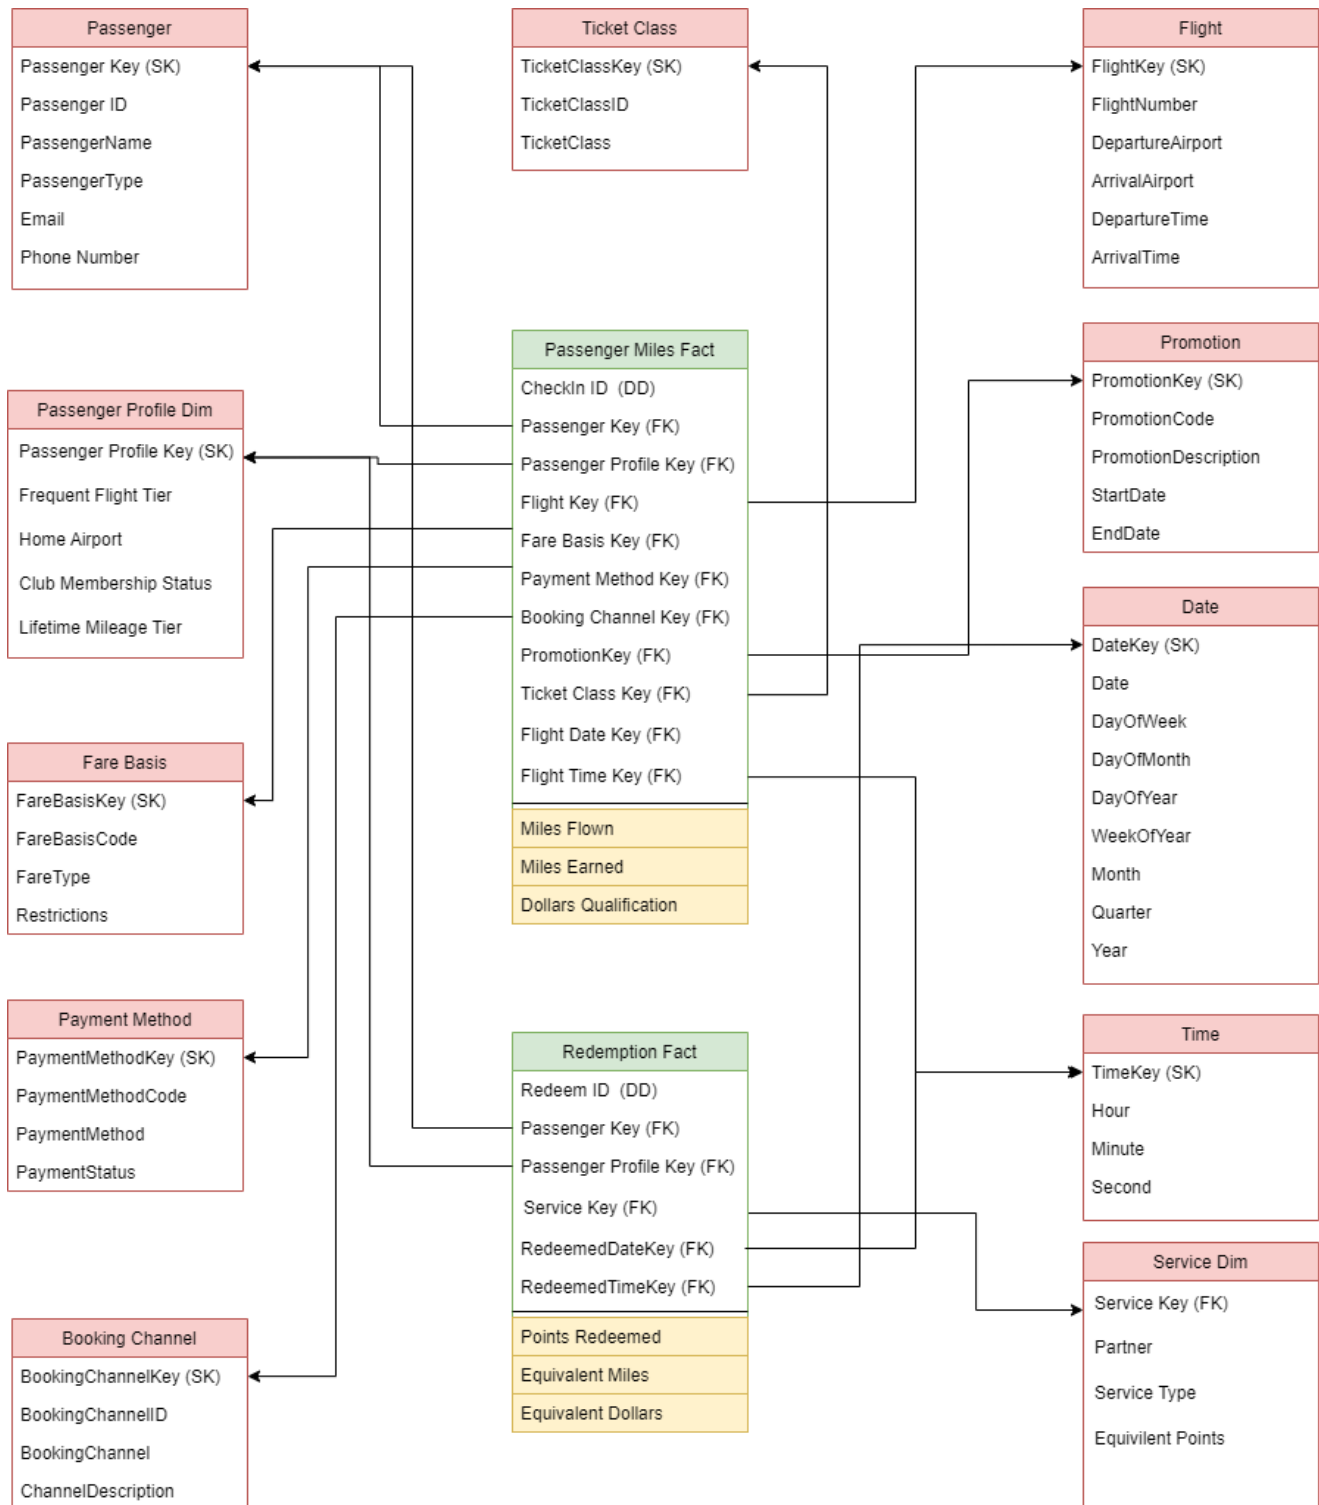 Passenger
Passenger Key (SK)
Passenger ID
PassengerName
PassengerType
Email
Phone Number
Ticket Class
TicketClassKey (SK)
TicketClassID
TicketClass
Flight
FlightKey (SK)
FlightNumber
DepartureAirport
ArrivalAirport
DepartureTime
ArrivalTime
Passenger Profile Dim
Passenger Profile Key (SK)
Frequent Flight Tier
Home Airport
Club Membership Status
Lifetime Mileage Tier
Passenger Miles Fact
CheckIn ID (DD)
Passenger Key (FK)
Passenger Profile Key (FK)
Flight Key (FK)
Fare Basis Key (FK)
Payment Method Key (FK)
Booking Channel Key (FK)
PromotionKey (FK)
Ticket Class Key (FK)
Flight Date Key (FK)
Flight Time Key (FK)
Miles Flown
Miles Earned
Dollars Qualification
Promotion
PromotionKey (SK)
PromotionCode
PromotionDescription
StartDate
EndDate
Date
DateKey (SK)
Date
DayOfWeek
DayOfMonth
DayOfYear
WeekOfYear
Month
Quarter
Year
Fare Basis
FareBasisKey (SK)
FareBasisCode
FareType
Restrictions
Payment Method
PaymentMethodKey (SK)
PaymentMethodCode
PaymentMethod
PaymentStatus
Redemption Fact
Redeem ID (DD)
Passenger Key (FK)
Passenger Profile Key (FK)
Service Key (FK)
RedeemedDateKey (FK)
RedeemedTimeKey (FK)
Points Redeemed
Equivalent Miles
Equivalent Dollars
Time
TimeKey (SK)
Hour
Minute
Second
Service Dim
Service Key (FK)
Partner
Service Type
Equivilent Points
Booking Channel
BookingChannelKey (SK)
BookingChannelID
BookingChannel
ChannelDescription